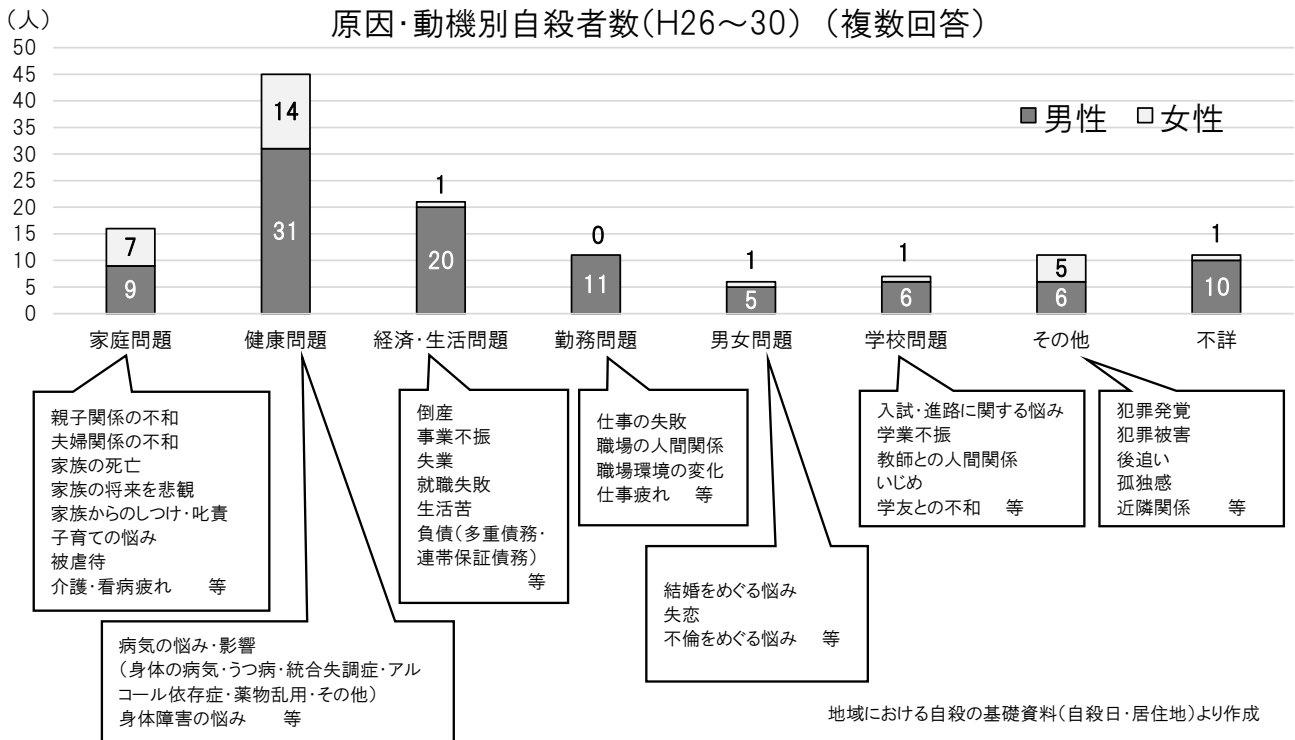 (人)
原因・動機別自殺者数(H26～30) (複数回答)
50
45
40
35
30
25
20
15
10
5
0
■男性 □女性
7
9
14
31
1
20
0
11
1
5
1
6
5
6
1
10
家庭問題
健康問題
経済・生活問題
勤務問題
男女問題
学校問題
その他
不詳
親子関係の不和
夫婦関係の不和
家族の死亡
家族の将来を悲観
家族からのしつけ・叱責
子育ての悩み
被虐待
介護・看病疲れ 等
病気の悩み・影響
(身体の病気・うつ病・統合失調症・アル
コール依存症・薬物乱用・その他)
身体障害の悩み 等
倒産
事業不振
失業
就職失敗
生活苦
負債(多重債務・
連帯保証債務)
等
仕事の失敗
職場の人間関係
職場環境の変化
仕事疲れ 等
結婚をめぐる悩み
失恋
不倫をめぐる悩み 等
入試・進路に関する悩み
学業不振
教師との人間関係
いじめ
学友との不和 等
犯罪発覚
犯罪被害
後追い
孤独感
近隣関係 等
地域における自殺の基礎資料(自殺日・居住地)より作成